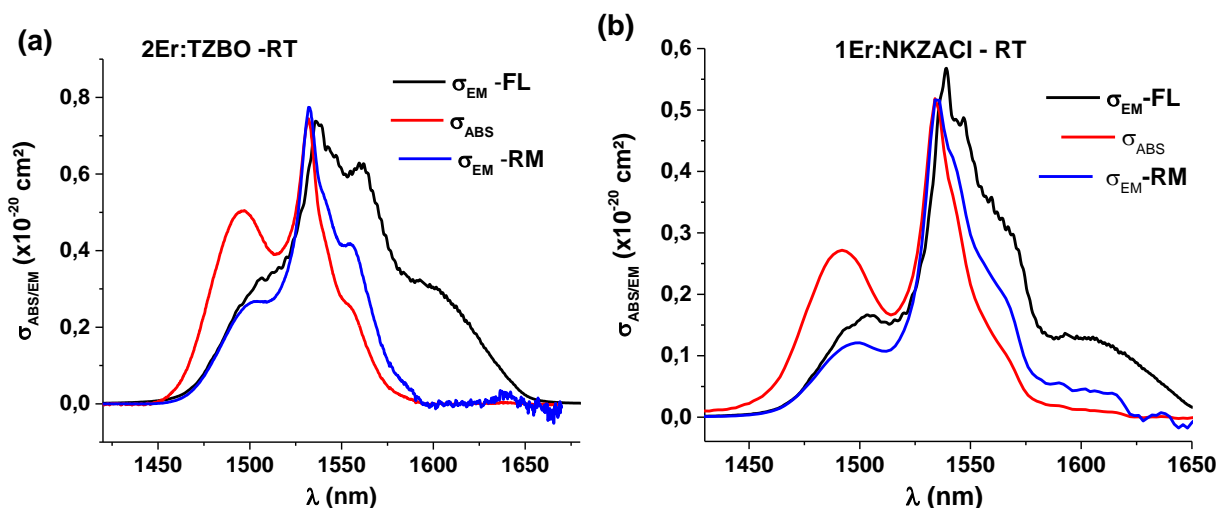 (a)
2Er:TZBO -RT
σEM -FL
σABS
σEM -RM
0,8
0,6
0,4
0,2
0,0
σABS/EM (x10⁻²⁰ cm²)
1450 1500 1550 1600 1650
λ (nm)
(b)
1Er:NKZACl - RT
σEM-FL
σABS
σEM-RM
0,6
0,5
0,4
0,3
0,2
0,1
0,0
σABS/EM (x10⁻²⁰ cm²)
1450 1500 1550 1600 1650
λ (nm)